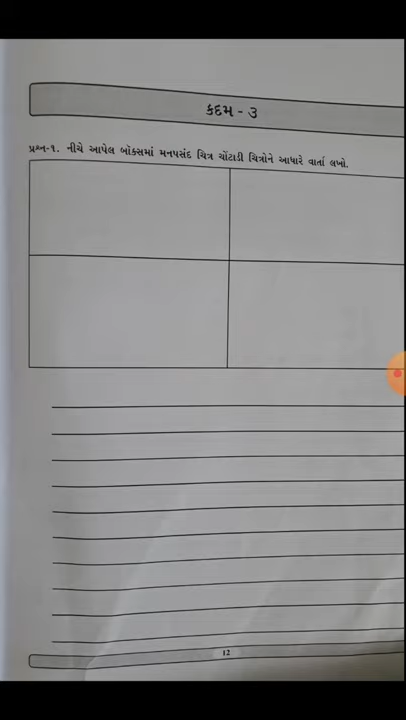 કદમ - ૩
પ્રશ્ન-૧. નીચે આપેલ બૉક્સમાં મનપસંદ ચિત્ર ચોંટાડી ચિત્રોને આધારે વાર્તા લખો.
12